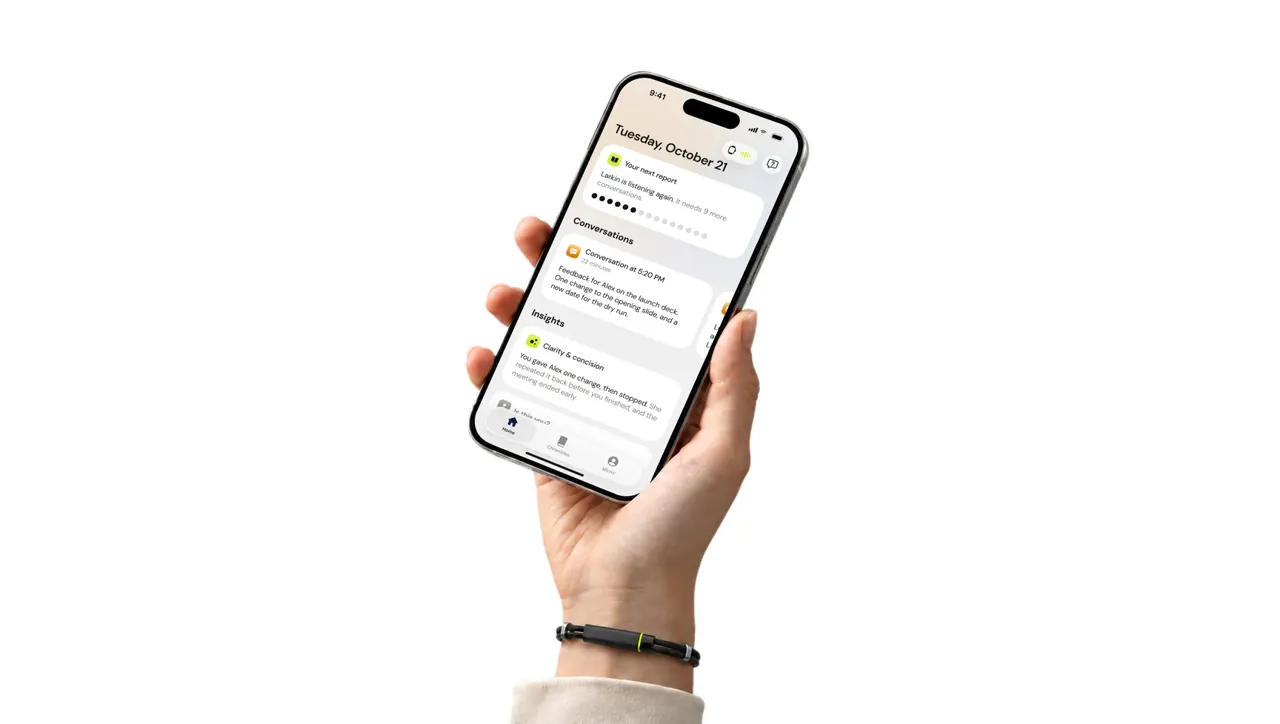 9:41
Tuesday, October 21
Your next report
Larkin is listening again. It needs 9 more
conversations.
Conversations
Conversation at 5:20 PM
22 minutes
Feedback for Alex on the launch deck.
One change to the opening slide, and a
new date for the dry run.
Insights
Clarity & concision
You gave Alex one change, then stopped. She
repeated it back before you finished, and the
meeting ended early.
Is this you?
Home
Chronicles
Mirror